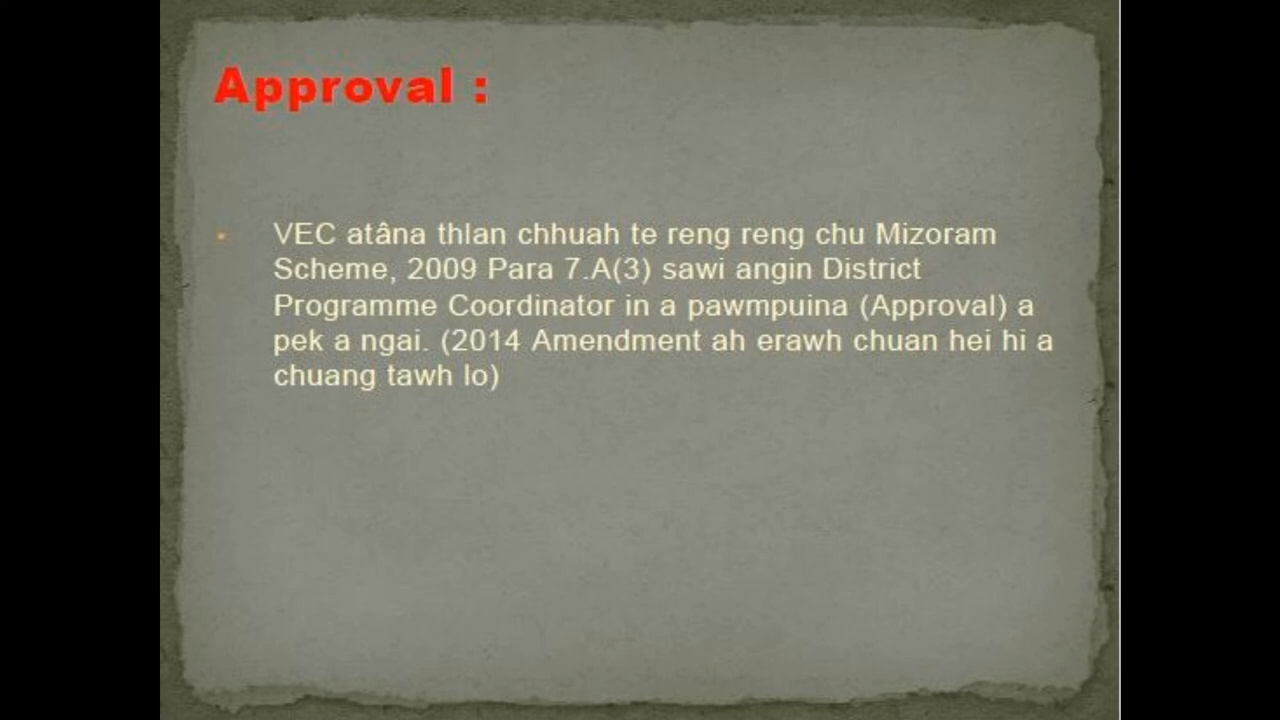 Approval :
VEC atâna thlan chhuah te reng reng chu Mizoram
Scheme, 2009 Para 7.A(3) sawi angin District
Programme Coordinator in a pawmpuina (Approval) a
pek a ngai. (2014 Amendment ah erawh chuan hei hi a
chuang tawh lo)